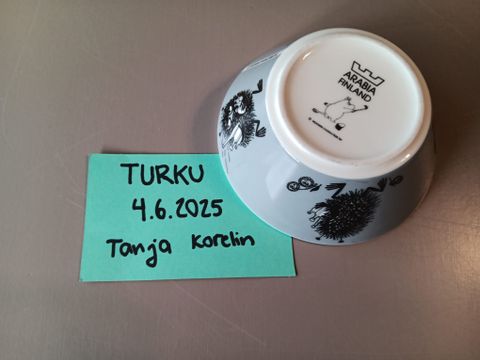 TURKU
4.6.2025
Tanja Korelin
ARABIA
FINLAND